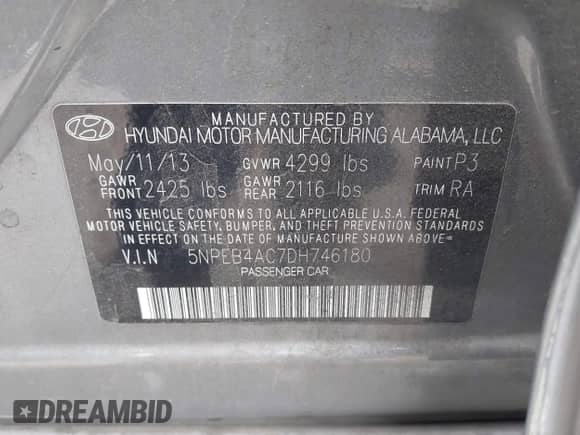 MANUFACTURED BY
HYUNDAI MOTOR MANUFACTURING ALABAMA, LLC
May/11/13 GVWR 4299 lbs PAINT P3
GAWR FRONT 2425 lbs GAWR REAR 2116 lbs TRIM RA
THIS VEHICLE CONFORMS TO ALL APPLICABLE U.S.A. FEDERAL
MOTOR VEHICLE SAFETY, BUMPER, AND THEFT PREVENTION STANDARDS
IN EFFECT ON THE DATE OF MANUFACTURE SHOWN ABOVE.
V.I.N 5NPEB4AC7DH746180
PASSENGER CAR
DREAMBID